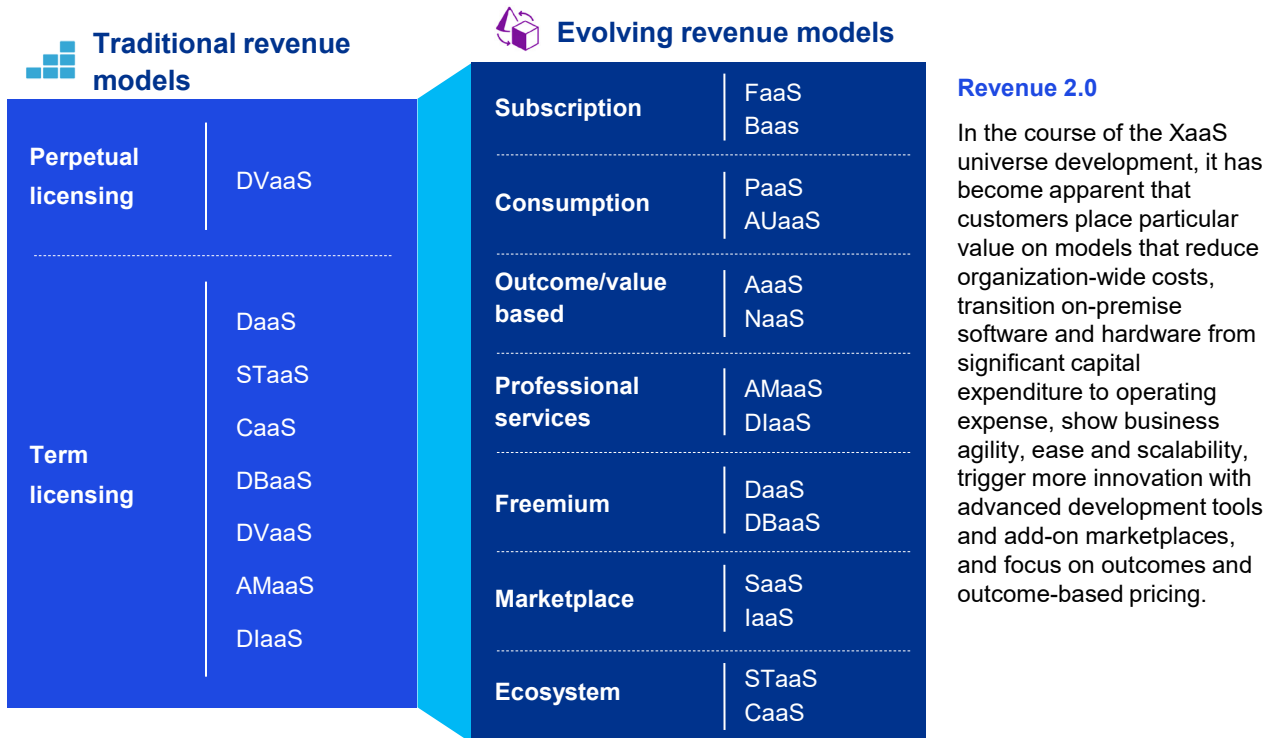 Traditional revenue
models
Perpetual
licensing
DVaaS
Term
licensing
DaaS
STaaS
CaaS
DBaaS
DVaaS
AMaaS
DIaaS
Evolving revenue models
Subscription
FaaS
Baas
Consumption
PaaS
AUaaS
Outcome/value
based
AaaS
NaaS
Professional
services
AMaaS
DIaaS
Freemium
DaaS
DBaaS
Marketplace
SaaS
IaaS
Ecosystem
STaaS
CaaS
Revenue 2.0
In the course of the XaaS
universe development, it has
become apparent that
customers place particular
value on models that reduce
organization-wide costs,
transition on-premise
software and hardware from
significant capital
expenditure to operating
expense, show business
agility, ease and scalability,
trigger more innovation with
advanced development tools
and add-on marketplaces,
and focus on outcomes and
outcome-based pricing.